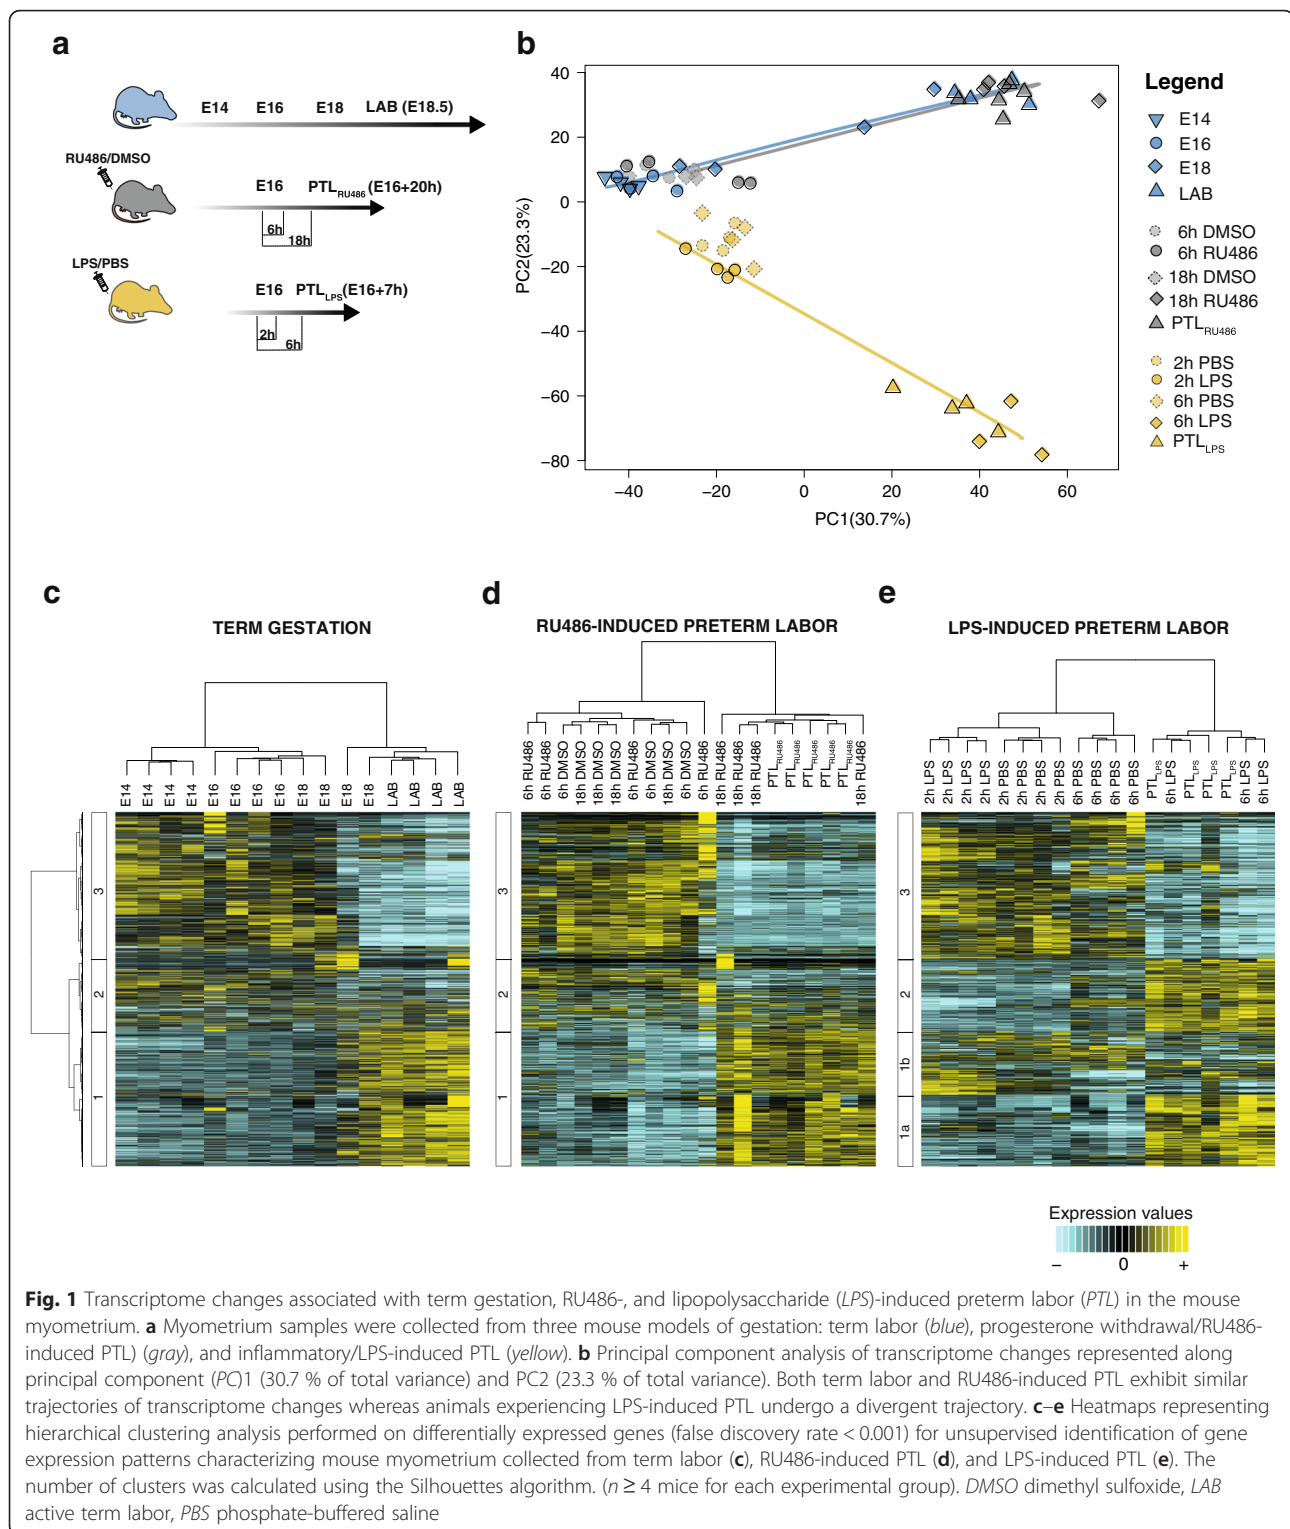 a
E14 E16 E18 LAB (E18.5)
RU486/DMSO
E16 PTLRU486 (E16+20h)
6h
18h
LPS/PBS
E16 PTLLPS(E16+7h)
2h
6h
b
40
20
0
−20
−40
−60
−80
PC2(23.3%)
−40 −20 0 20 40 60
PC1(30.7%)
Legend
E14
E16
E18
LAB
6h DMSO
6h RU486
18h DMSO
18h RU486
PTLRU486
2h PBS
2h LPS
6h PBS
6h LPS
PTLLPS
c
TERM GESTATION
E14 E14 E14 E14 E16 E16 E16 E16 E18 E18 E18 E18 LAB LAB LAB LAB
3
2
1
d
RU486-INDUCED PRETERM LABOR
6h RU486 6h RU486 6h DMSO 18h DMSO 18h DMSO 18h DMSO 6h RU486 6h DMSO 18h DMSO 6h DMSO 6h RU486 18h RU486 18h RU486 18h RU486 PTLRU486 PTLRU486 PTLRU486 PTLRU486 PTLRU486 18h RU486
3
2
1
e
LPS-INDUCED PRETERM LABOR
2h LPS 2h LPS 2h LPS 2h LPS 2h PBS 2h PBS 2h PBS 2h PBS 6h PBS 6h PBS 6h PBS 6h PBS PTLLPS 6h LPS PTLLPS PTLLPS PTLLPS 6h LPS 6h LPS
3
2
1b
1a
Expression values
− 0 +
Fig. 1 Transcriptome changes associated with term gestation, RU486-, and lipopolysaccharide (LPS)-induced preterm labor (PTL) in the mouse
myometrium. a Myometrium samples were collected from three mouse models of gestation: term labor (blue), progesterone withdrawal/RU486-
induced PTL) (gray), and inflammatory/LPS-induced PTL (yellow). b Principal component analysis of transcriptome changes represented along
principal component (PC)1 (30.7 % of total variance) and PC2 (23.3 % of total variance). Both term labor and RU486-induced PTL exhibit similar
trajectories of transcriptome changes whereas animals experiencing LPS-induced PTL undergo a divergent trajectory. c–e Heatmaps representing
hierarchical clustering analysis performed on differentially expressed genes (false discovery rate < 0.001) for unsupervised identification of gene
expression patterns characterizing mouse myometrium collected from term labor (c), RU486-induced PTL (d), and LPS-induced PTL (e). The
number of clusters was calculated using the Silhouettes algorithm. (n ≥ 4 mice for each experimental group). DMSO dimethyl sulfoxide, LAB
active term labor, PBS phosphate-buffered saline